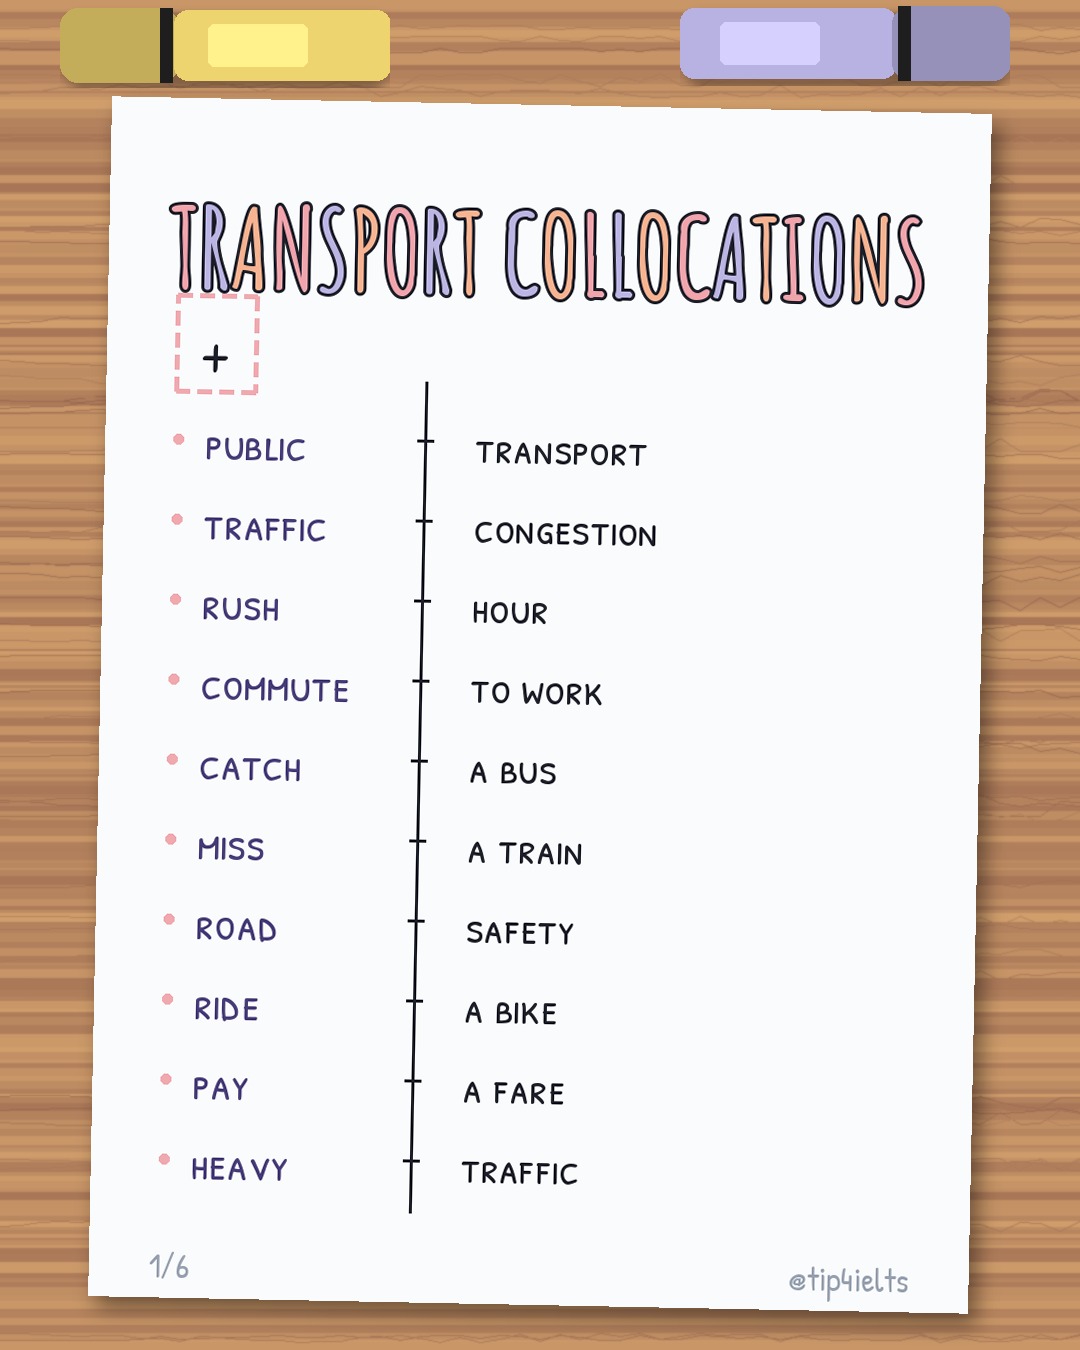 TRANSPORT COLLOCATIONS
+
PUBLIC TRANSPORT
TRAFFIC CONGESTION
RUSH HOUR
COMMUTE TO WORK
CATCH A BUS
MISS A TRAIN
ROAD SAFETY
RIDE A BIKE
PAY A FARE
HEAVY TRAFFIC
1/6
@tip4ielts